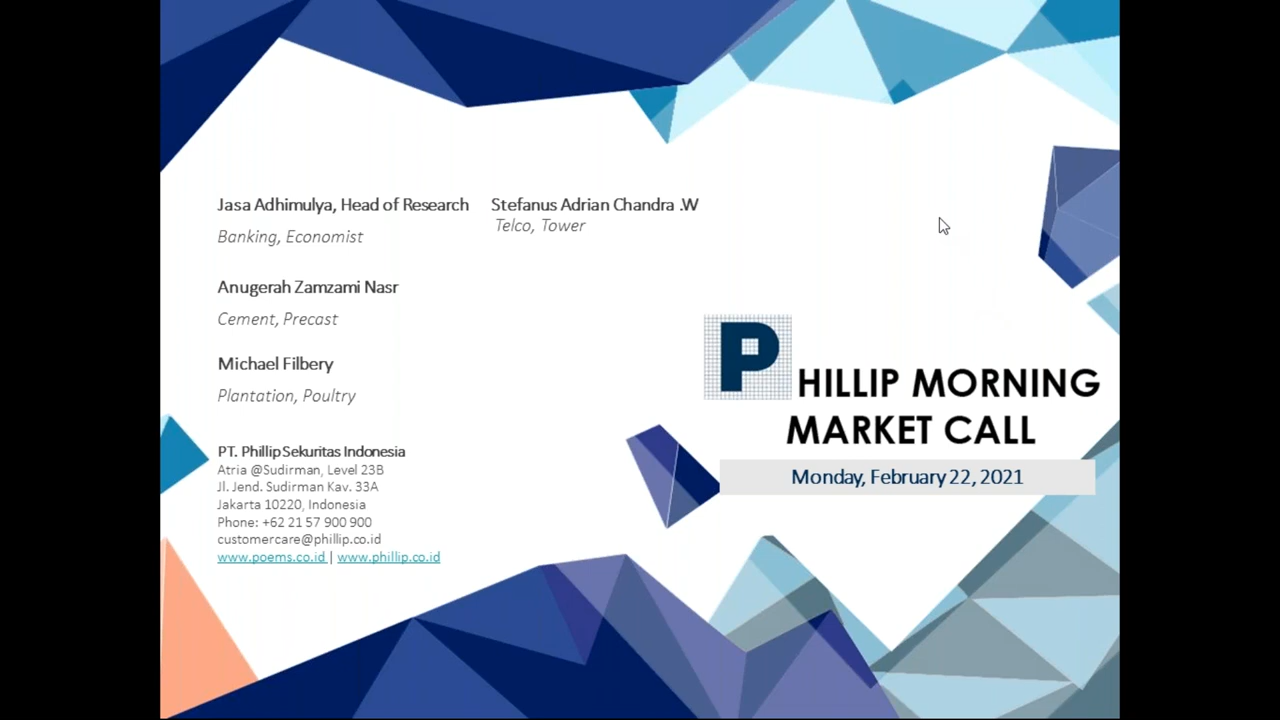 Jasa Adhimulya, Head of Research
Banking, Economist
Stefanus Adrian Chandra .W
Telco, Tower
Anugerah Zamzami Nasr
Cement, Precast
Michael Filbery
Plantation, Poultry
PT. Phillip Sekuritas Indonesia
Atria @Sudirman, Level 23B
Jl. Jend. Sudirman Kav. 33A
Jakarta 10220, Indonesia
Phone: +62 21 57 900 900
customercare@phillip.co.id
www.poems.co.id | www.phillip.co.id
PHILLIP MORNING
MARKET CALL
Monday, February 22, 2021